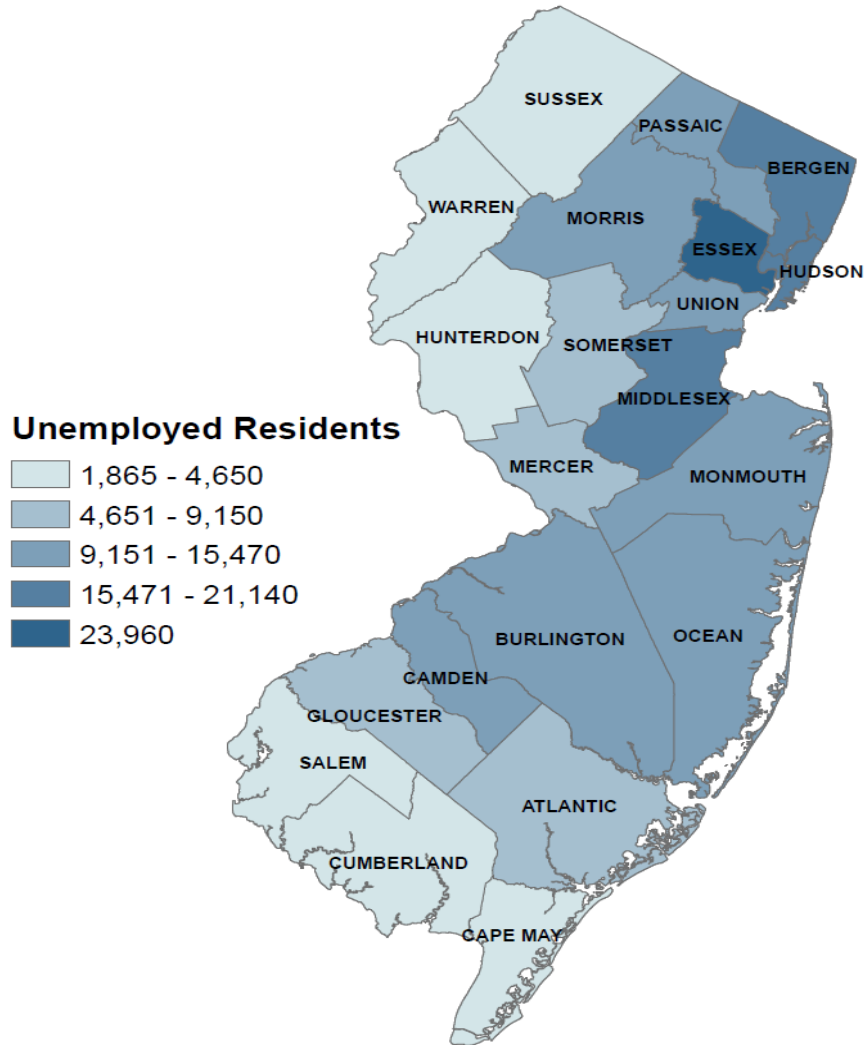 SUSSEX
PASSAIC
BERGEN
WARREN
MORRIS
ESSEX
HUDSON
UNION
HUNTERDON
SOMERSET
MIDDLESEX
Unemployed Residents
1,865 - 4,650
4,651 - 9,150
9,151 - 15,470
15,471 - 21,140
23,960
MERCER
MONMOUTH
BURLINGTON
OCEAN
CAMDEN
GLOUCESTER
SALEM
ATLANTIC
CUMBERLAND
CAPE MAY